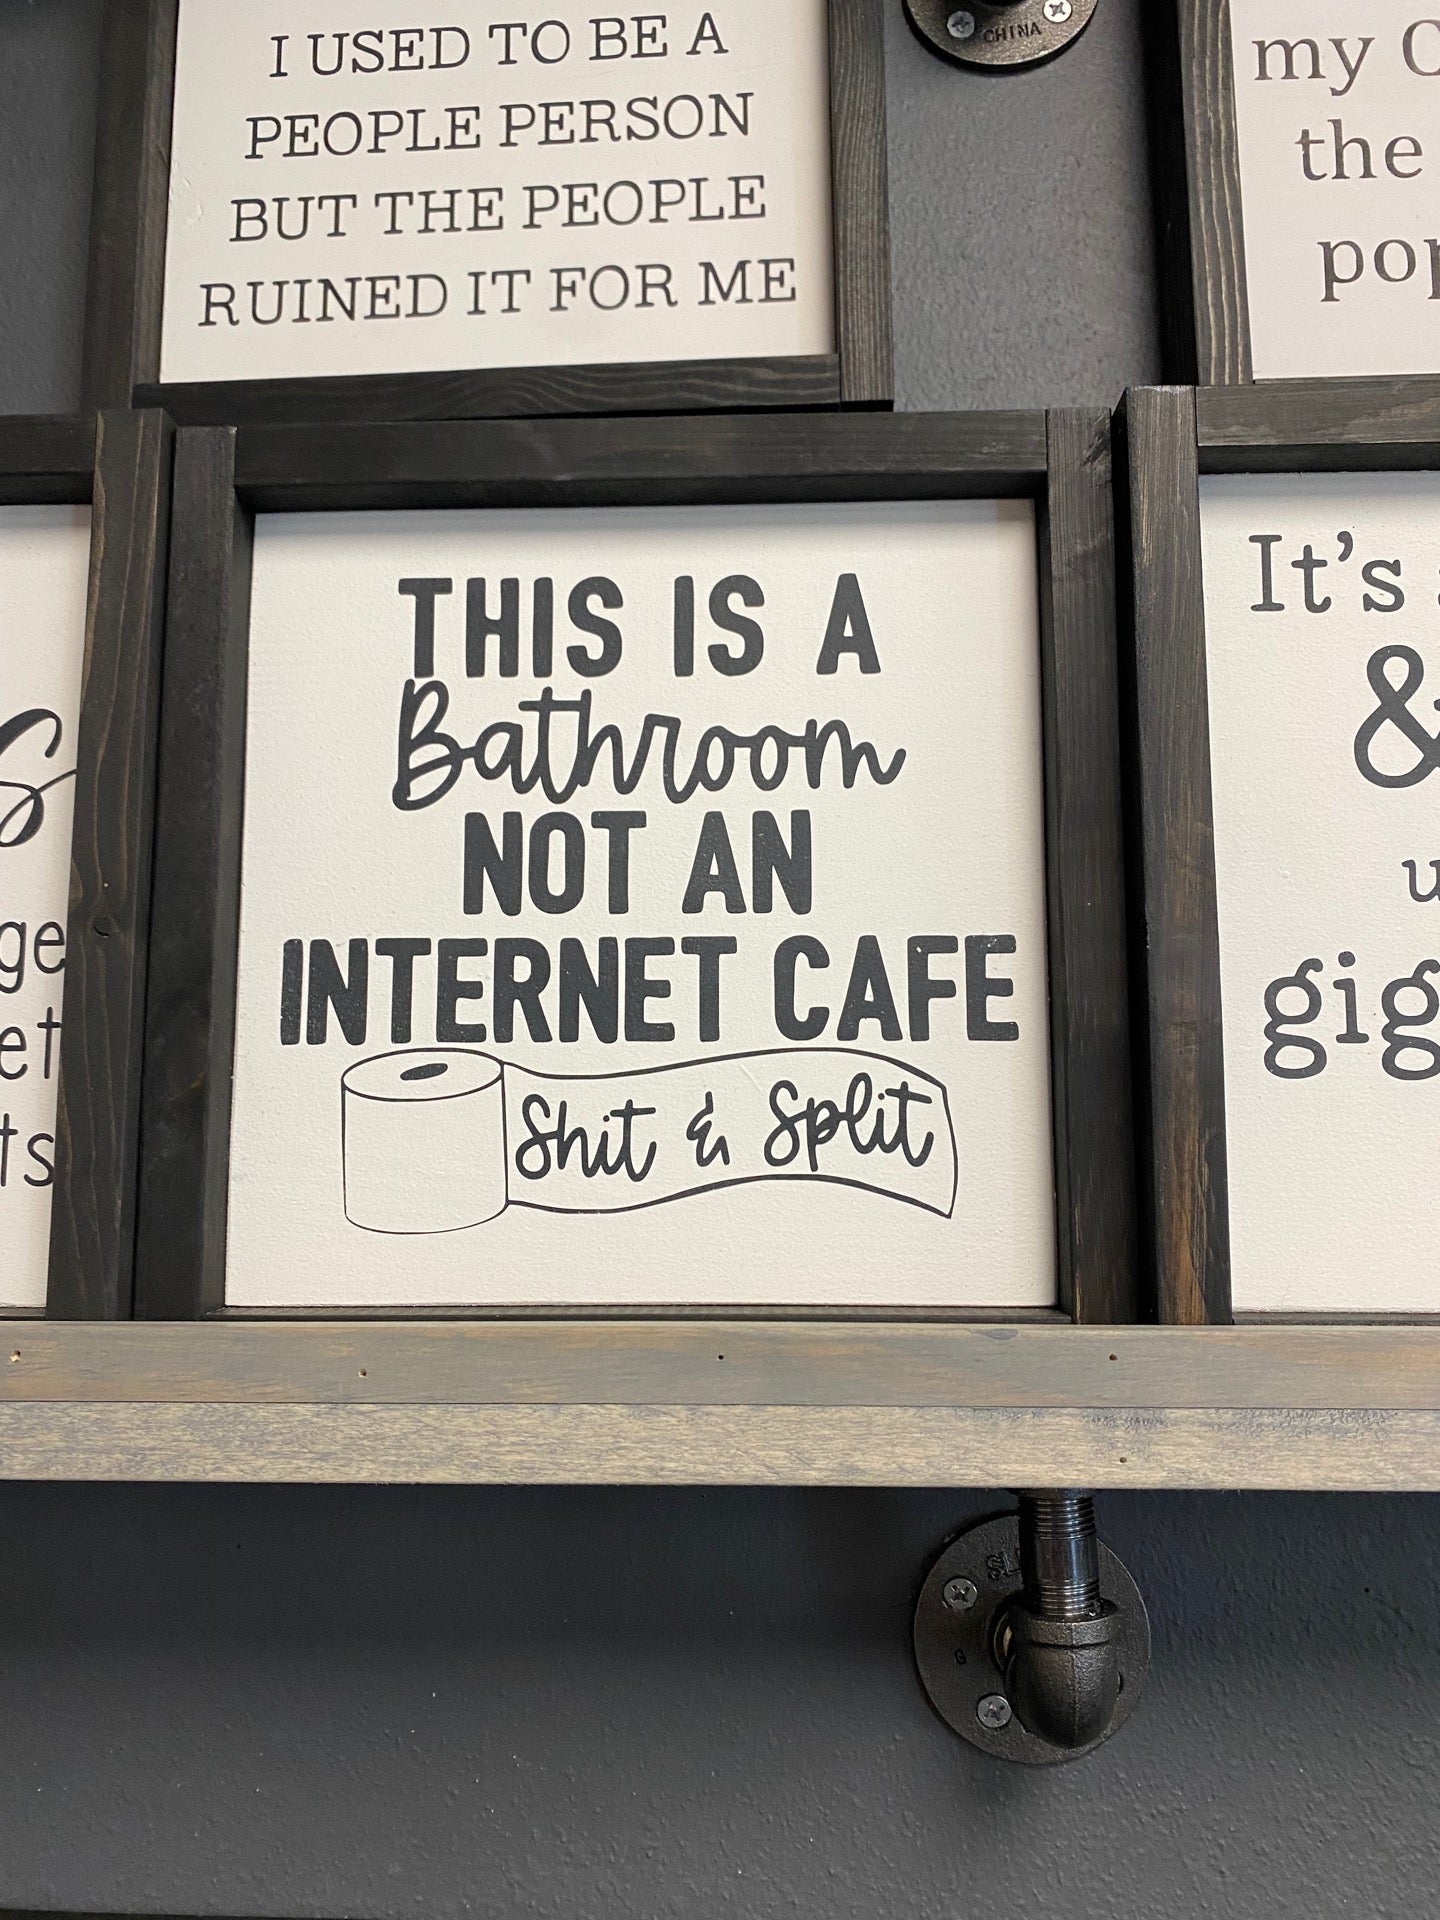 I USED TO BE A
PEOPLE PERSON
BUT THE PEOPLE
RUINED IT FOR ME
CHINA
my
the
THIS IS A
Bathroom
NOT AN
INTERNET CAFE
Shit & Split
It's
&